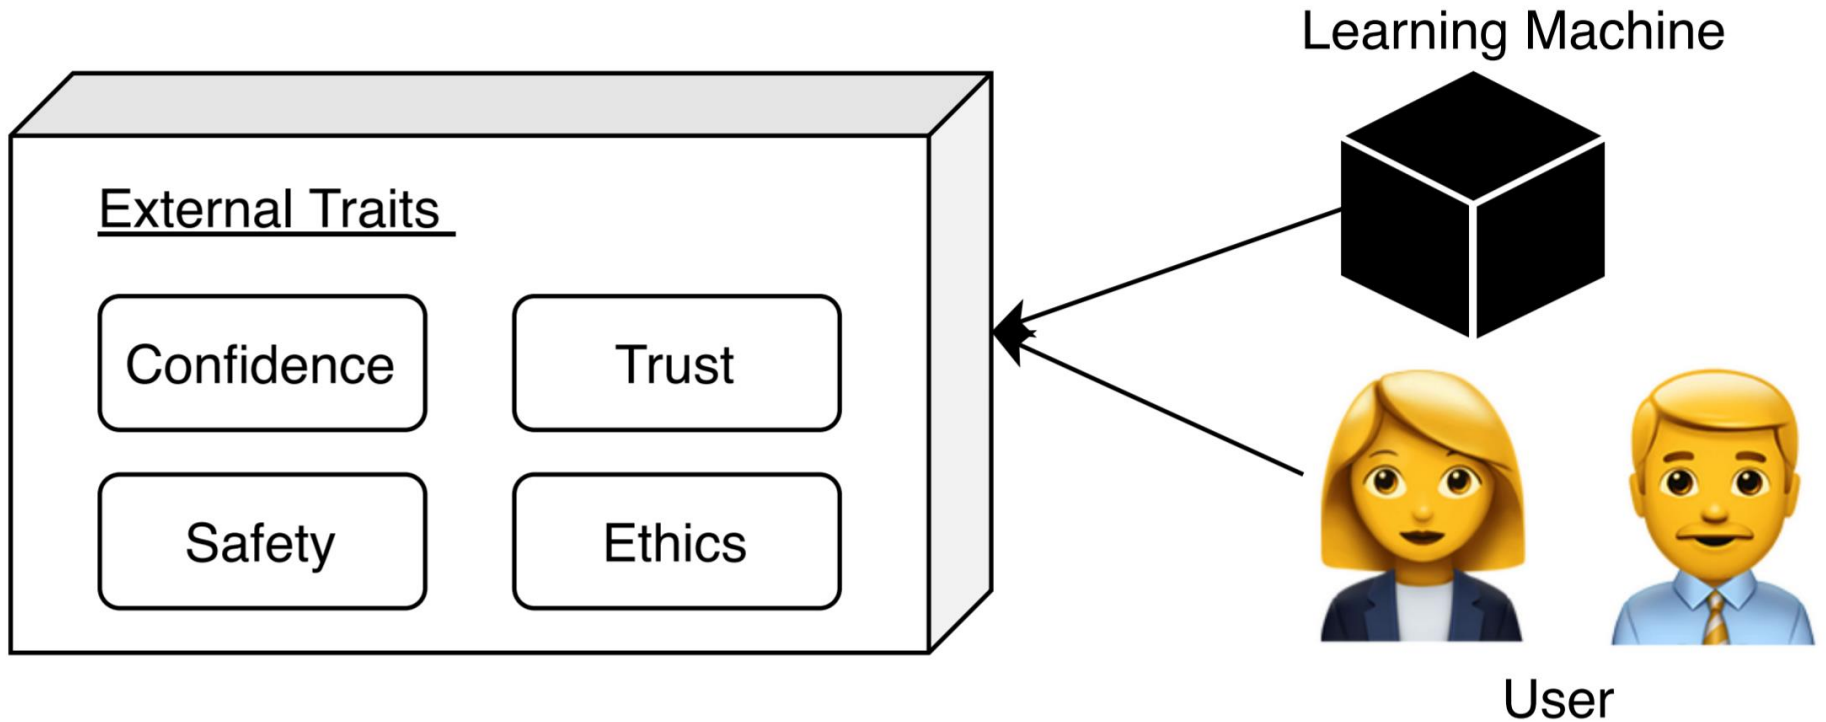 Learning Machine
External Traits
Confidence
Trust
Safety
Ethics
User